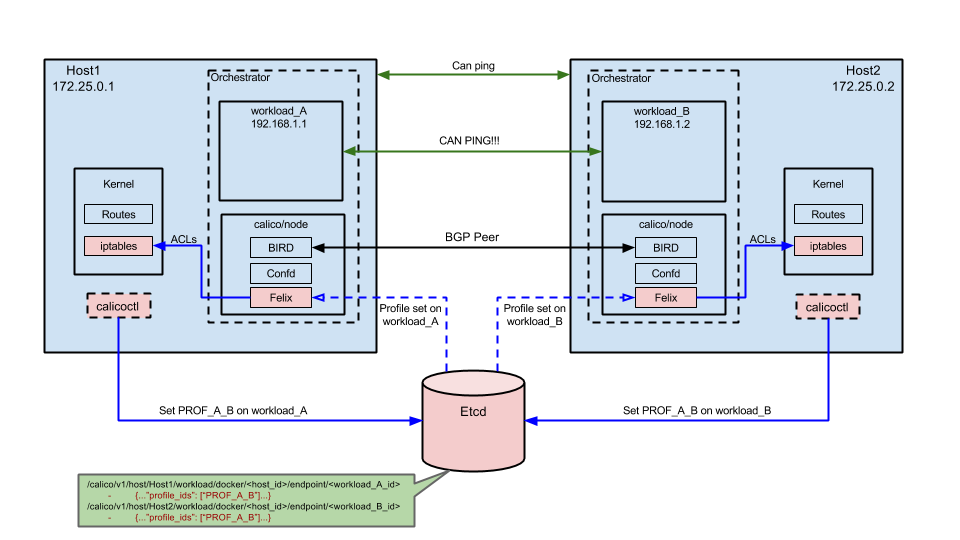 Can ping
Host1
172.25.0.1
Orchestrator
workload_A
192.168.1.1
Kernel
Routes
iptables
ACLs
calico/node
BIRD
Confd
Felix
calicoctl
CAN PING!!!
BGP Peer
Host2
172.25.0.2
Orchestrator
workload_B
192.168.1.2
calico/node
BIRD
Confd
Felix
ACLs
Kernel
Routes
iptables
calicoctl
Profile set on
workload_A
Profile set on
workload_B
Etcd
Set PROF_A_B on workload_A
Set PROF_A_B on workload_B
/calico/v1/host/Host1/workload/docker/<host_id>/endpoint/<workload_A_id>
- {..."profile_ids": ["PROF_A_B"]...}
/calico/v1/host/Host2/workload/docker/<host_id>/endpoint/<workload_B_id>
- {..."profile_ids": ["PROF_A_B"]...}